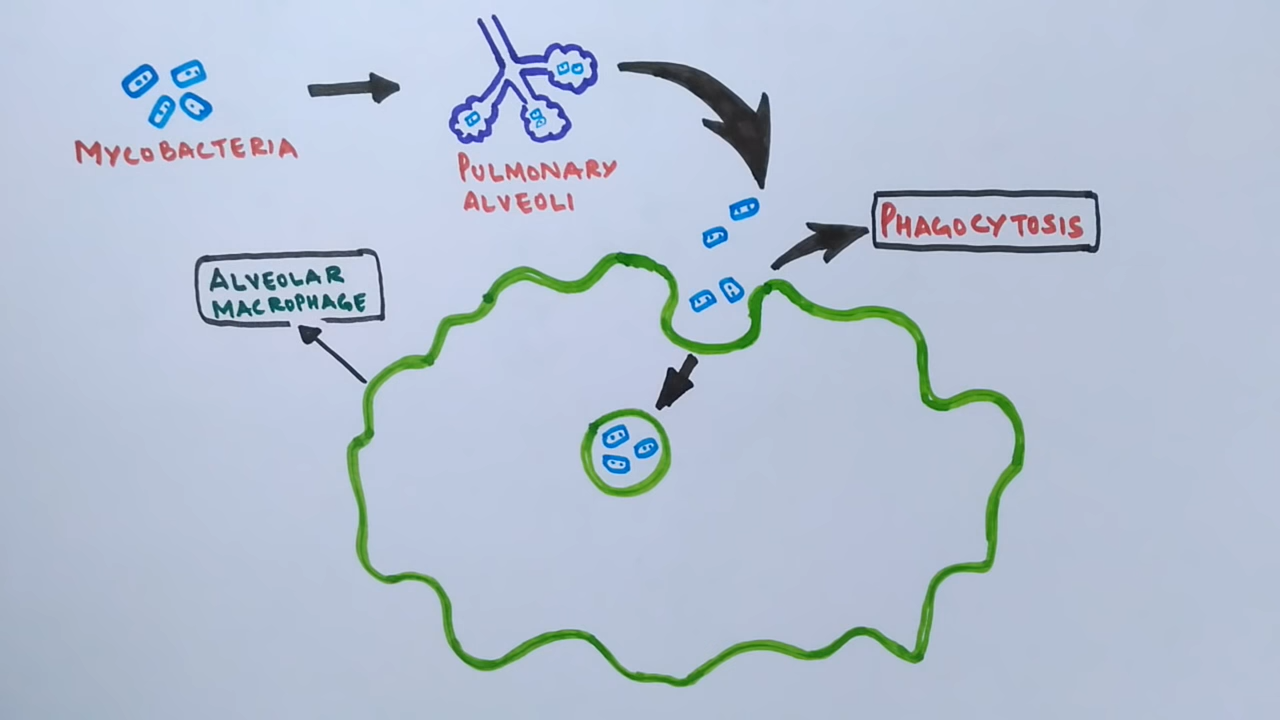 MYCOBACTERIA
PULMONARY
ALVEOLI
PHAGOCYTOSIS
ALVEOLAR
MACROPHAGE